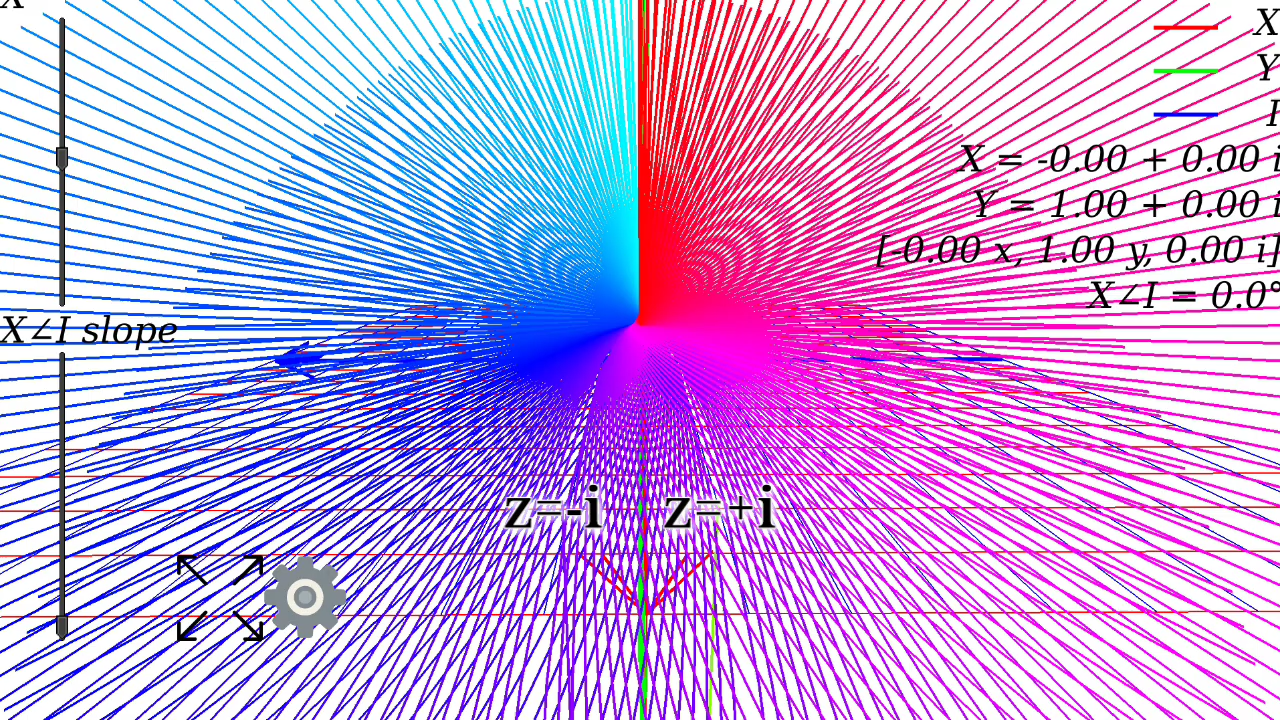 X
Y
X = -0.00 + 0.00 i
Y = 1.00 + 0.00 i
[-0.00 x, 1.00 y, 0.00 i]
X∠I = 0.0°
X∠I slope
z=-i z=+i